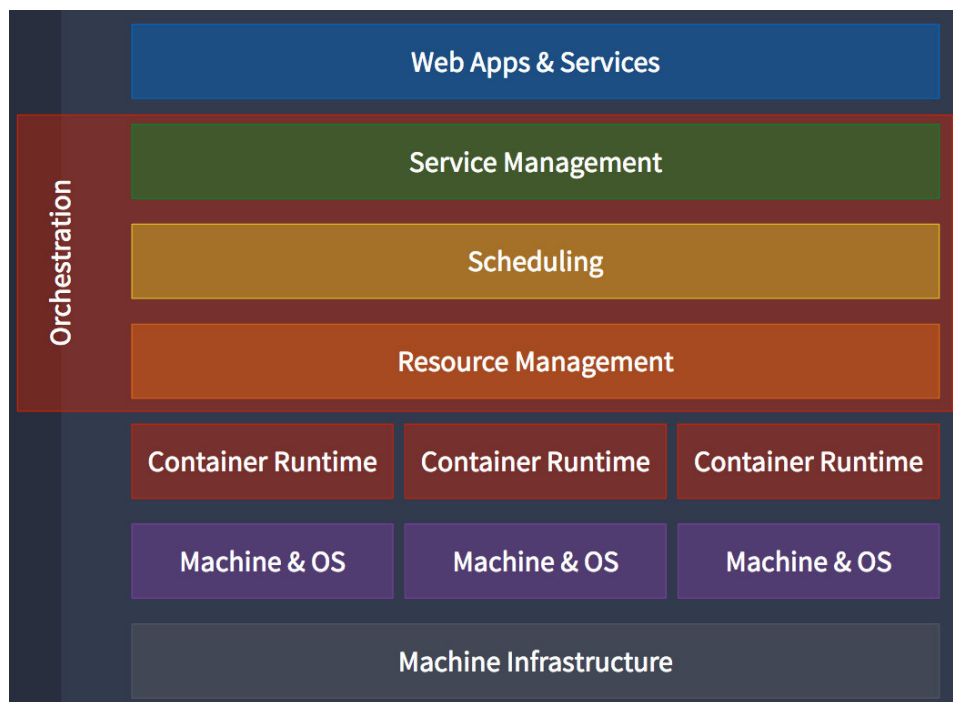 Web Apps & Services
Orchestration
Service Management
Scheduling
Resource Management
Container Runtime
Container Runtime
Container Runtime
Machine & OS
Machine & OS
Machine & OS
Machine Infrastructure